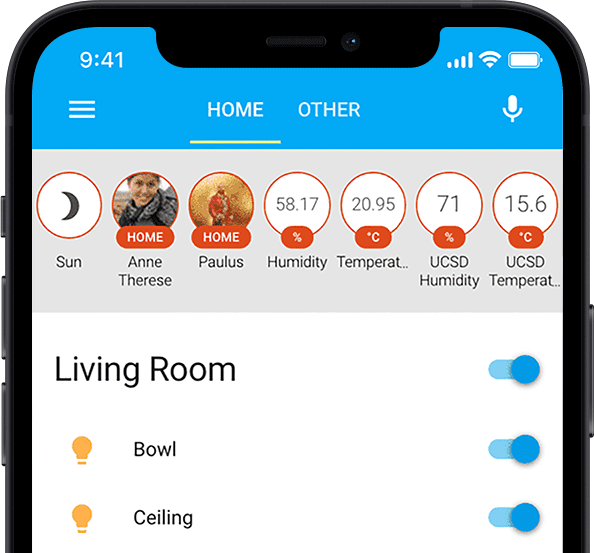 9:41
HOME OTHER
58.17 20.95 71 15.6
HOME HOME % °C % °C
Sun Anne Paulus Humidity Temperat... UCSD UCSD
Therese Humidity Temperat...
Living Room
Bowl
Ceiling